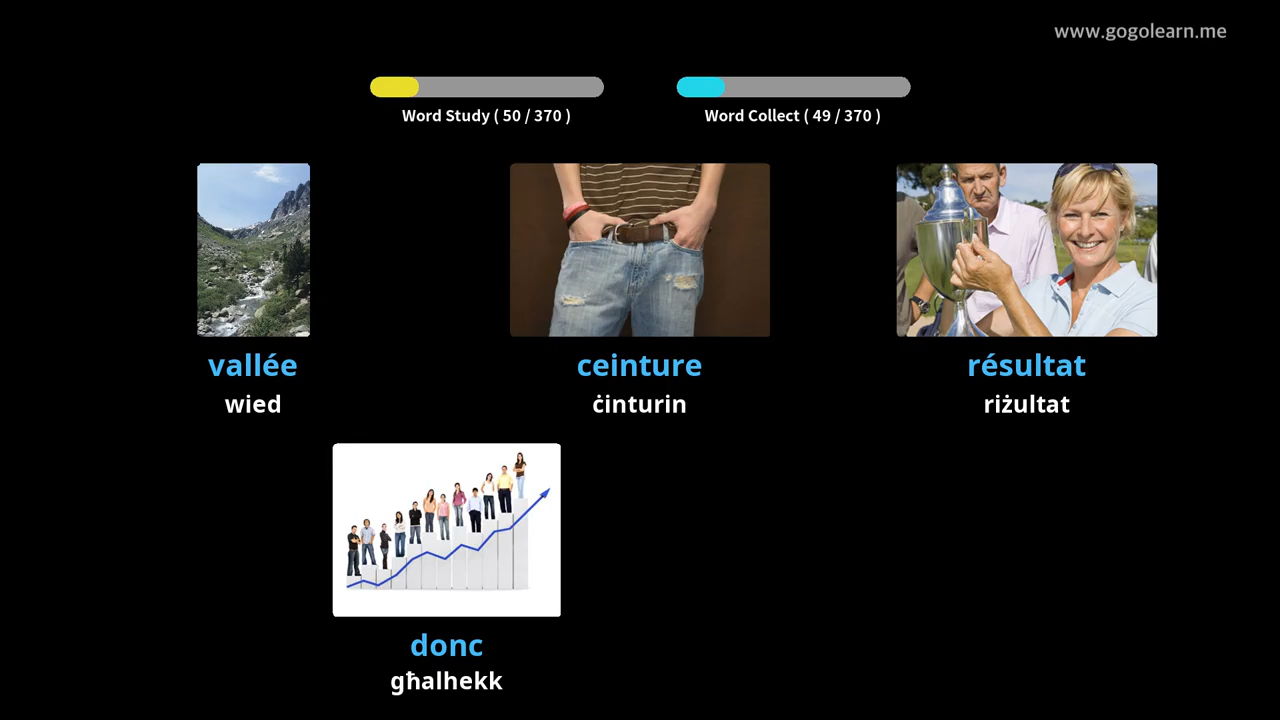 www.gogolearn.me
Word Study ( 50 / 370 )
Word Collect ( 49 / 370 )
vallée
wied
ceinture
ċinturin
résultat
riżultat
donc
għalhekk